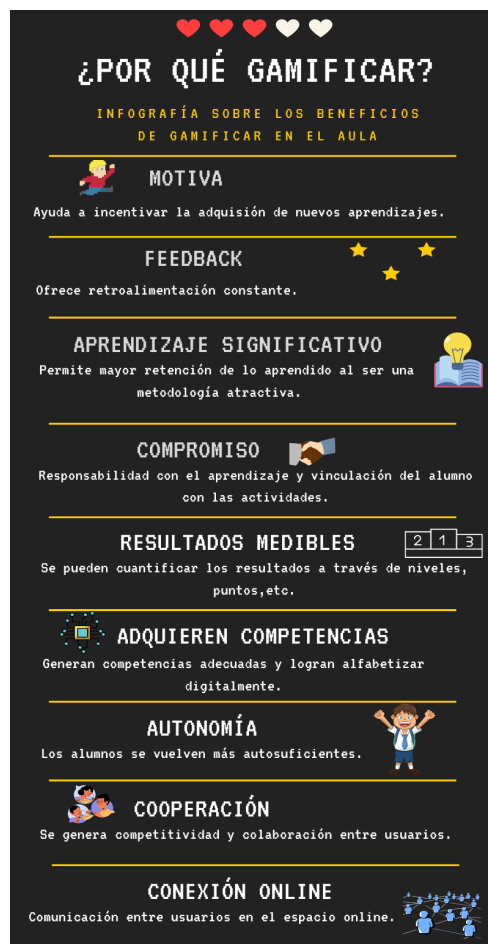 ¿POR QUÉ GAMIFICAR?
INFOGRAFÍA SOBRE LOS BENEFICIOS
DE GAMIFICAR EN EL AULA
MOTIVA
Ayuda a incentivar la adquisión de nuevos aprendizajes.
FEEDBACK
Ofrece retroalimentación constante.
APRENDIZAJE SIGNIFICATIVO
Permite mayor retención de lo aprendido al ser una
metodología atractiva.
COMPROMISO
Responsabilidad con el aprendizaje y vinculación del alumno
con las actividades.
RESULTADOS MEDIBLES
2 1 3
Se pueden cuantificar los resultados a través de niveles,
puntos,etc.
ADQUIEREN COMPETENCIAS
Generan competencias adecuadas y logran alfabetizar
digitalmente.
AUTONOMÍA
Los alumnos se vuelven más autosuficientes.
COOPERACIÓN
Se genera competitividad y colaboración entre usuarios.
CONEXIÓN ONLINE
Comunicación entre usuarios en el espacio online.